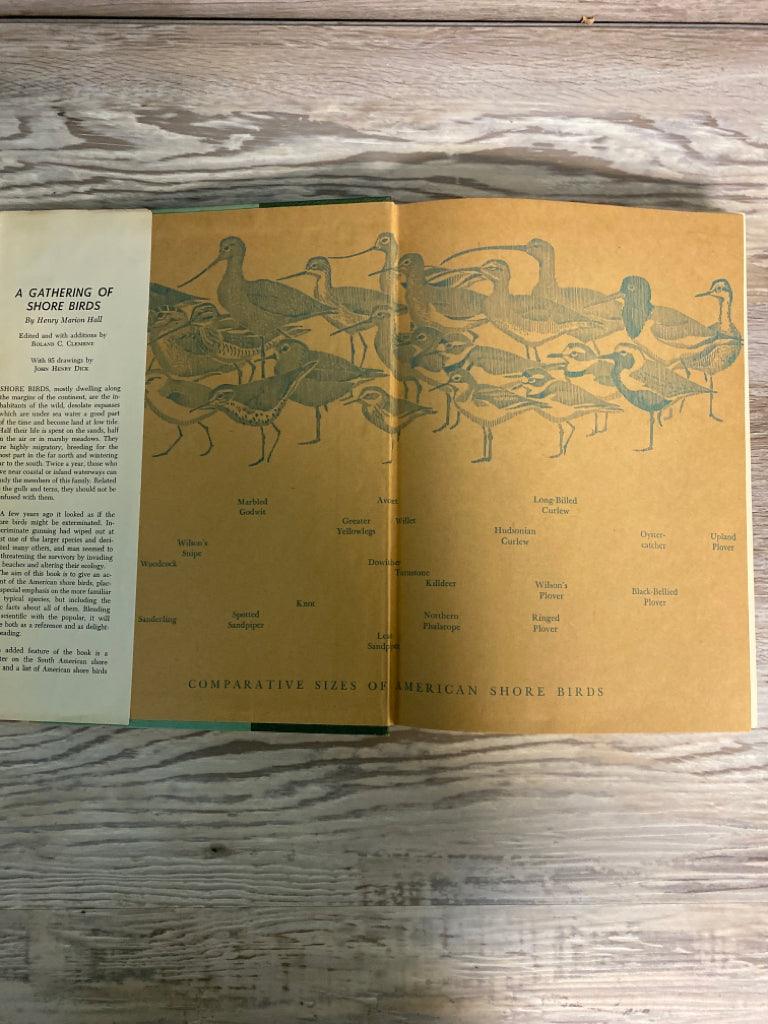 A GATHERING OF
SHORE BIRDS
By Henry Marion Hall
Edited and with additions by
ROLAND C. CLEMENT
With 95 drawings by
JOHN HENRY DICK
SHORE BIRDS, mostly dwelling along
the margins of the continent, are the in-
habitants of the wild, desolate expanses
which are under sea water a good part
of the time and become land at low tide.
Half their life is spent on the sands, half
in the air or in marshy meadows. They
are highly migratory, breeding for the
most part in the far north and wintering
to the south. Twice a year, those who
near coastal or inland waterways can
the members of this family. Related
the gulls and terns, they should not be
confused with them.
A few years ago it looked as if the
birds might be exterminated. In-
gunning had wiped out at
one of the larger species and deci-
many others, and man seemed to
threatening the survivors by invading
beaches and altering their ecology.
The aim of this book is to give an ac-
of the American shore birds, plac-
special emphasis on the more familiar
typical species, but including the
facts about all of them. Blending
scientific with the popular, it will
both as a reference and as delight-
reading.
added feature of the book is a
on the South American shore
and a list of American shore birds
Marbled
Godwit
Avocet
Long-Billed
Curlew
Greater
Yellowlegs
Willet
Hudsonian
Curlew
Oyster-
catcher
Upland
Plover
Wilson's
Snipe
Woodcock
Dowitcher
Turnstone
Killdeer
Wilson's
Plover
Black-Bellied
Plover
Knot
Sanderling
Spotted
Sandpiper
Northern
Phalarope
Ringed
Plover
Least
Sandpiper
COMPARATIVE SIZES OF AMERICAN SHORE BIRDS